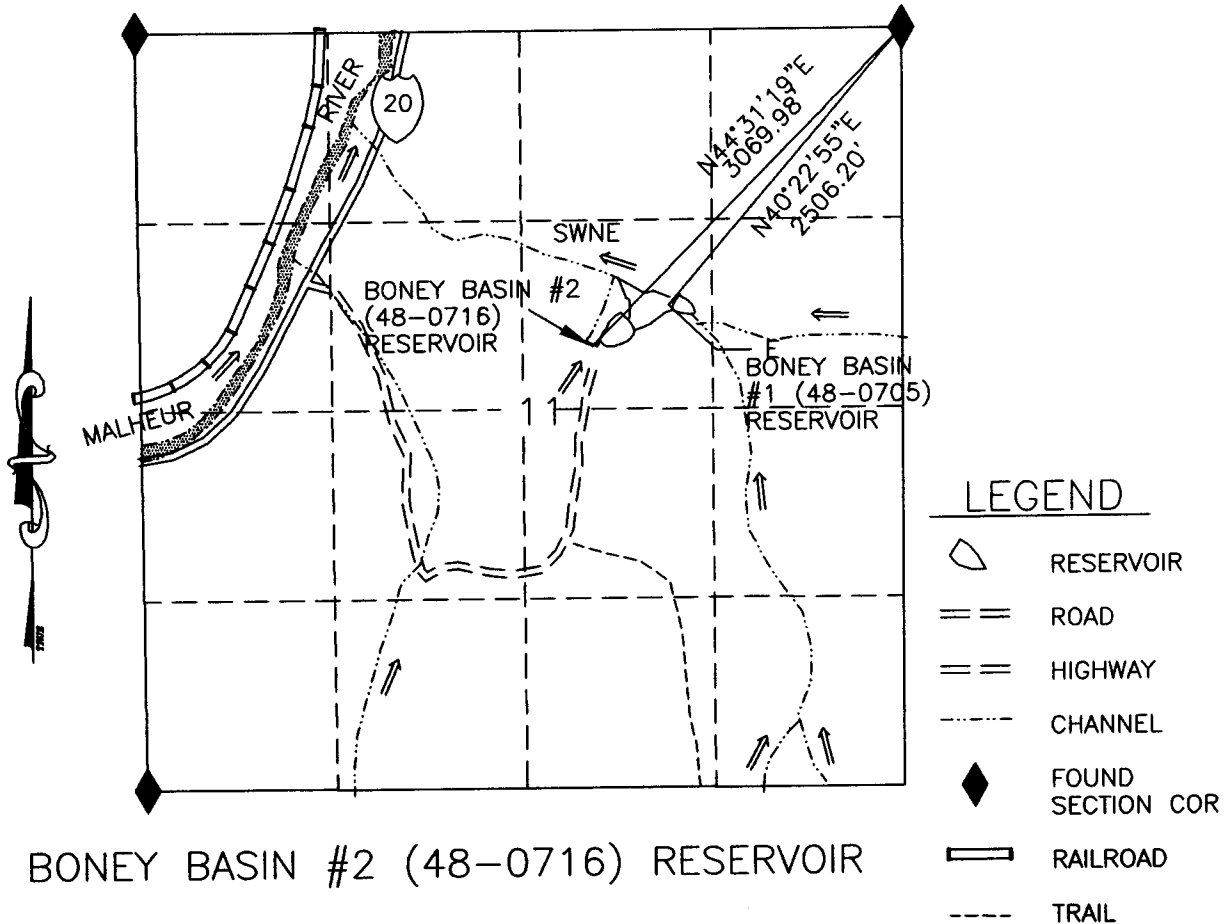 RIVER
20
N44°31'19"E
3069.98'
N40°22'55"E
2506.20'
SWNE
BONEY BASIN #2
(48-0716)
RESERVOIR
E
BONEY BASIN
#1 (48-0705)
RESERVOIR
11
MALHEUR
LEGEND
RESERVOIR
ROAD
HIGHWAY
CHANNEL
FOUND
SECTION COR
RAILROAD
TRAIL
BONEY BASIN #2 (48-0716) RESERVOIR